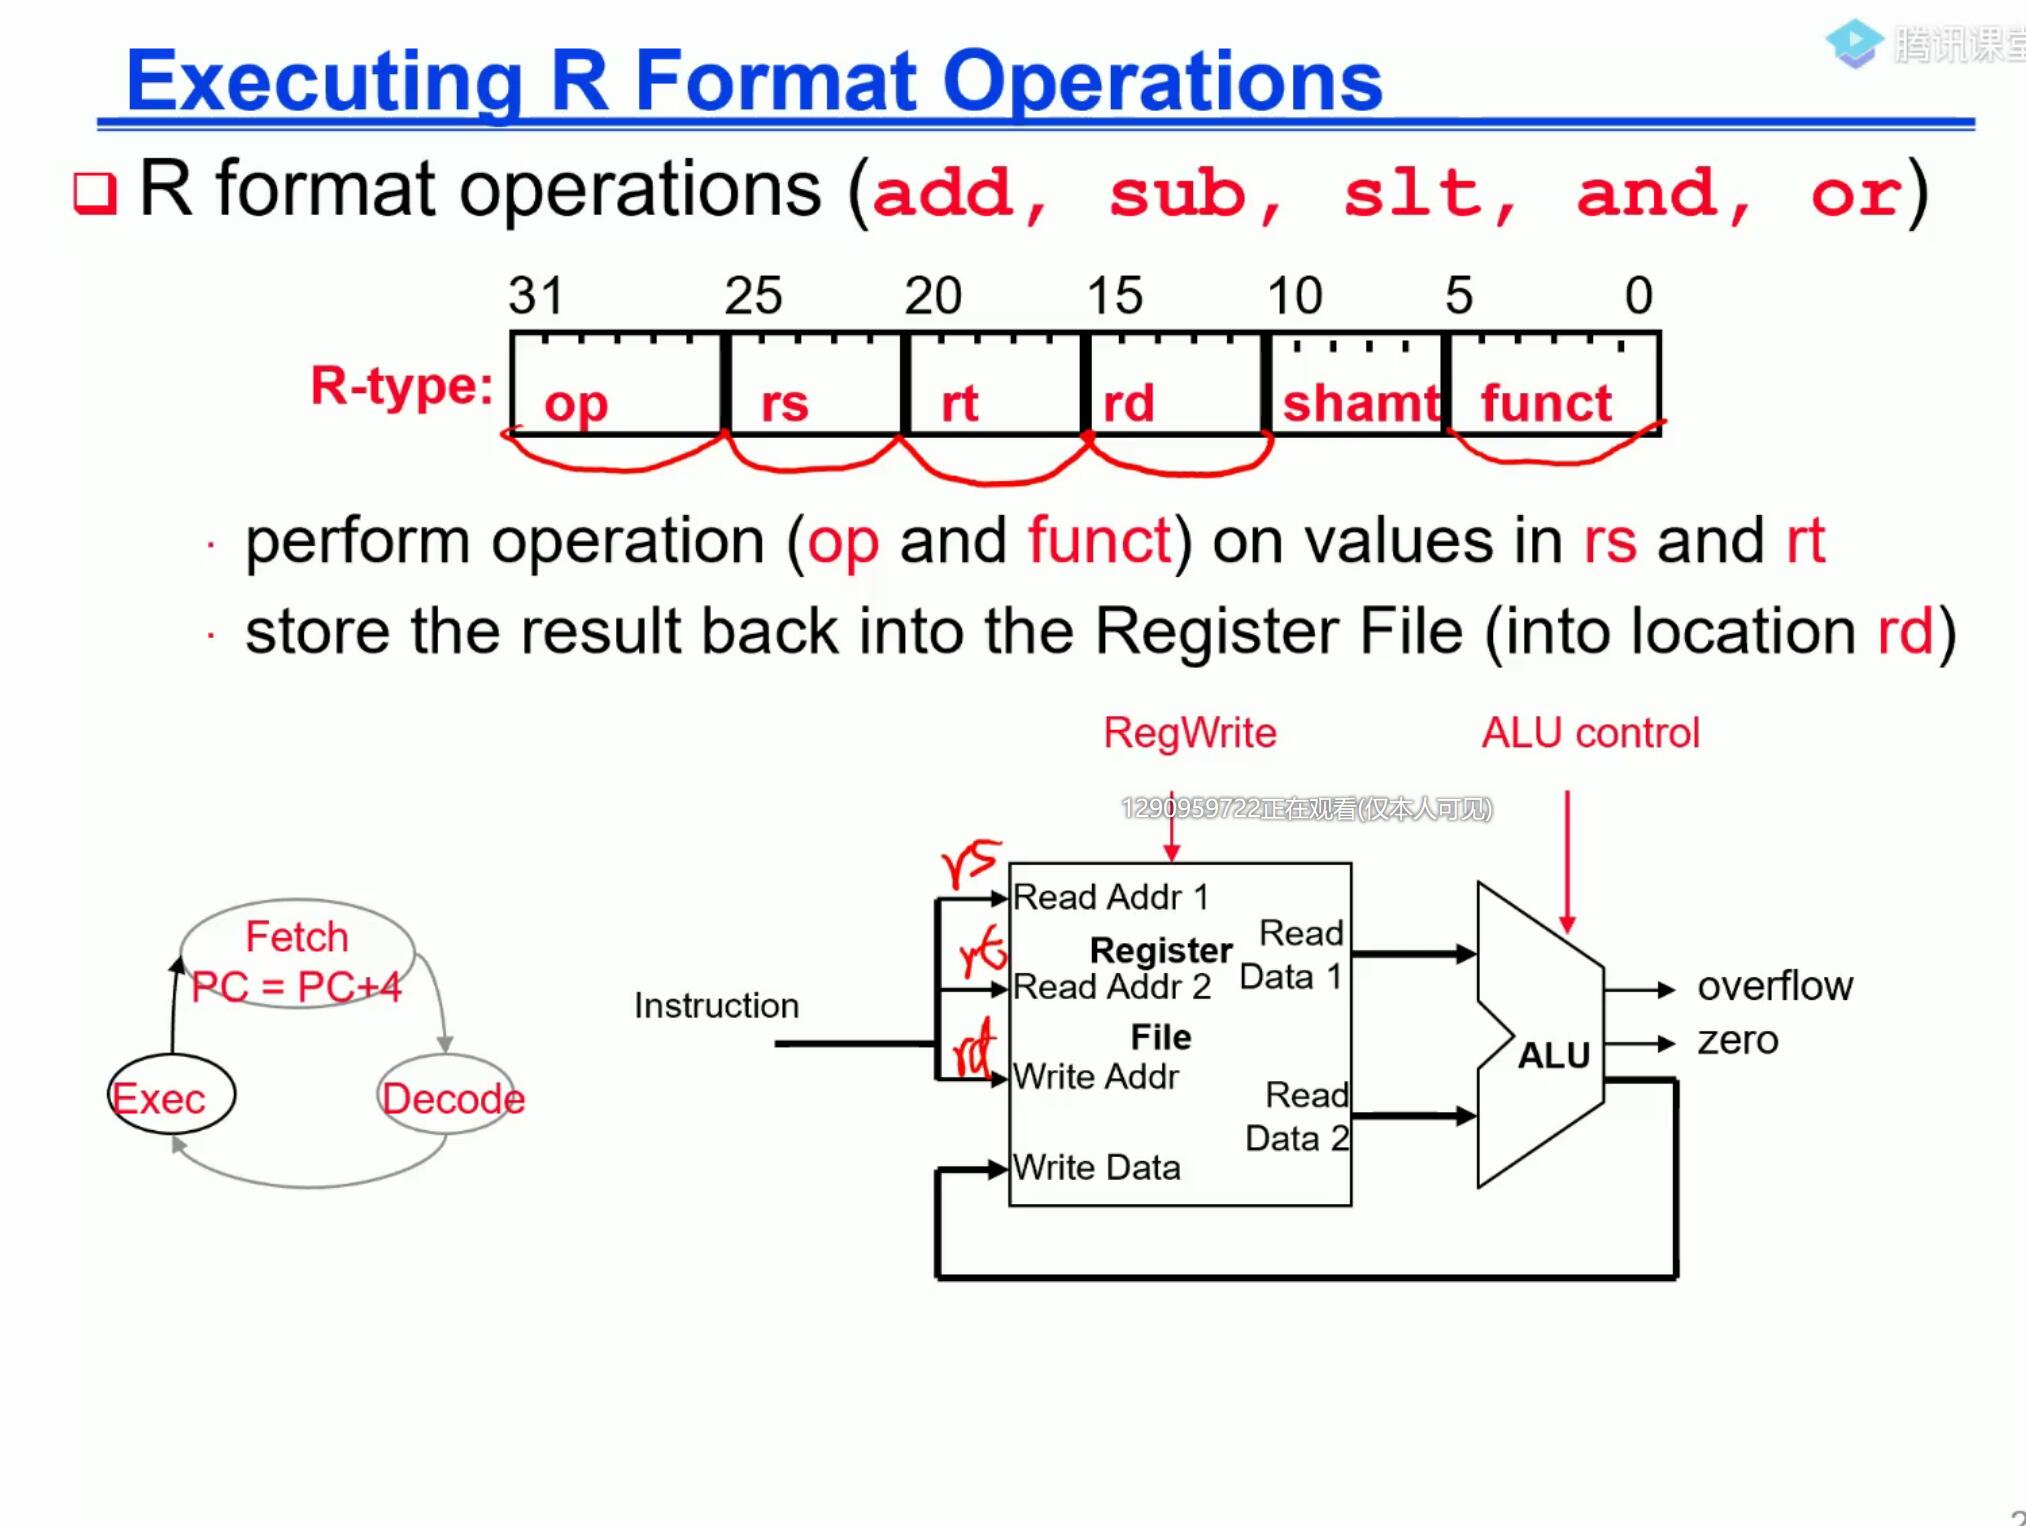 腾讯课堂
Executing R Format Operations
R format operations (add, sub, slt, and, or)
31 25 20 15 10 5 0
R-type: op rs rt rd shamt funct
· perform operation (op and funct) on values in rs and rt
· store the result back into the Register File (into location rd)
RegWrite ALU control
1290959722正在观看(仅本人可见)
Fetch
PC = PC+4
Exec
Decode
Instruction
rs
Read Addr 1
rt
Read Addr 2
rd
Write Addr
Write Data
Register
File
Read
Data 1
Read
Data 2
ALU
overflow
zero
2